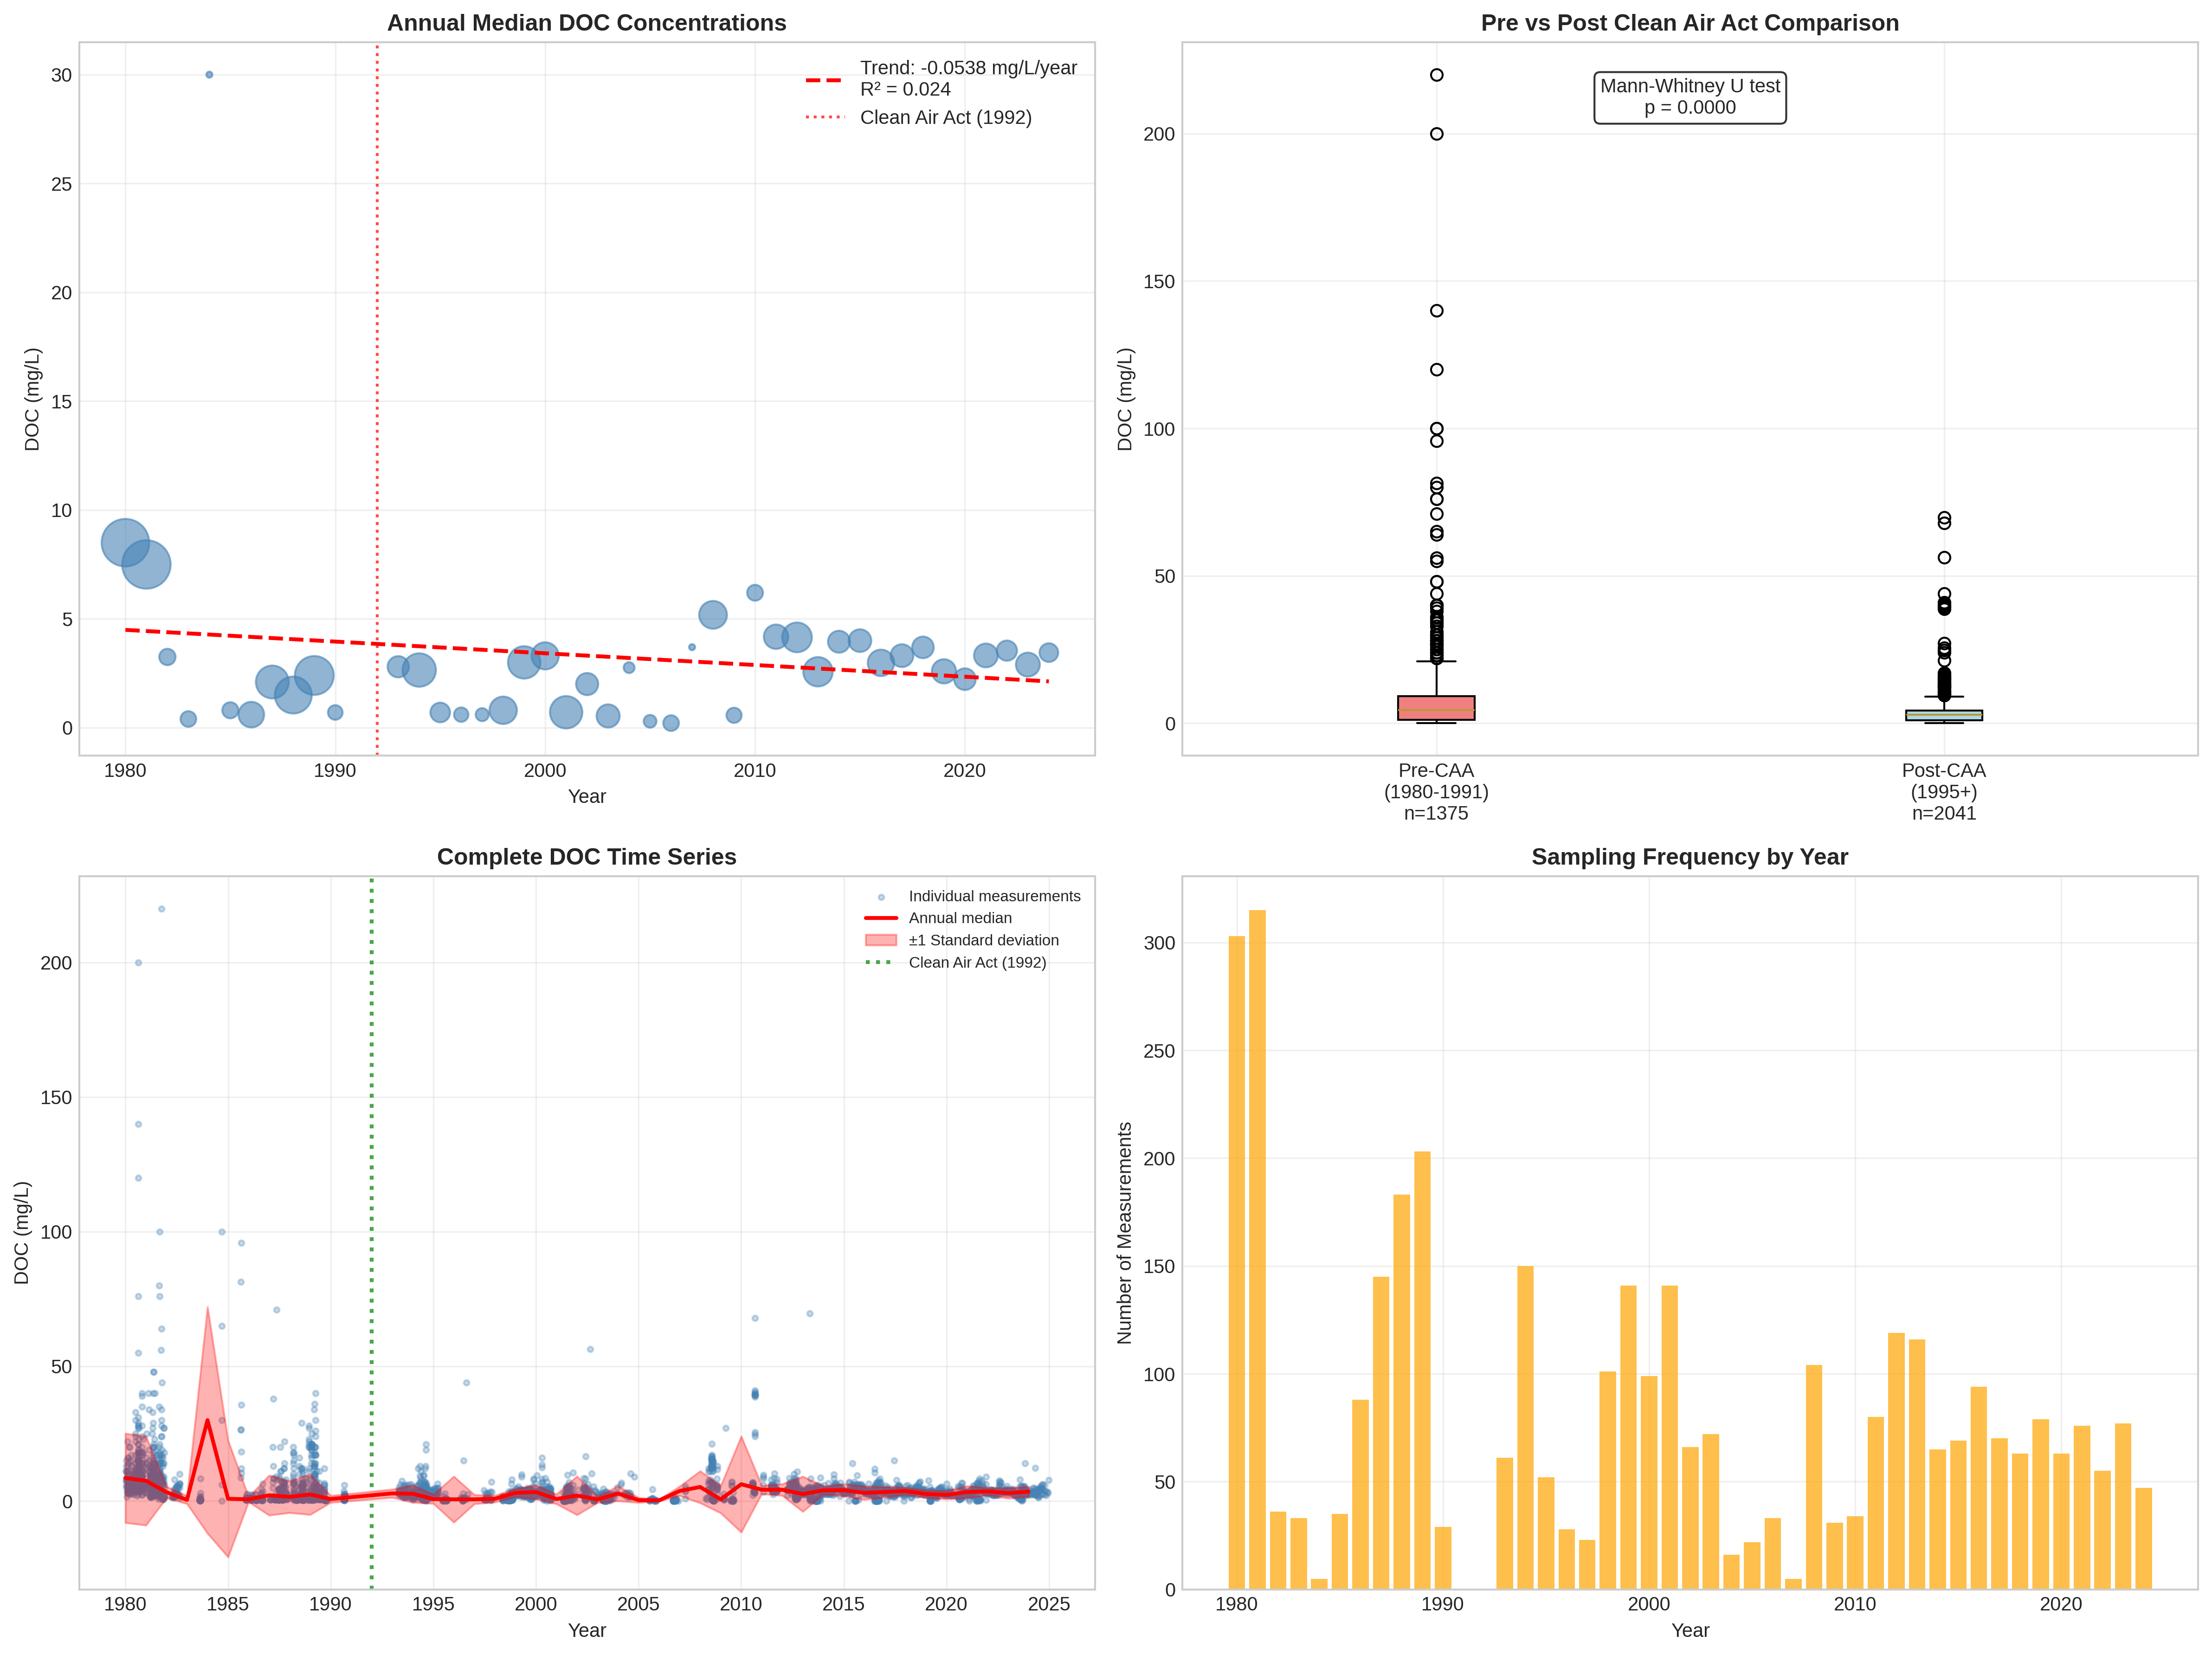 Annual Median DOC Concentrations
DOC (mg/L)
30
25
20
15
10
5
0
Trend: -0.0538 mg/L/year
R² = 0.024
Clean Air Act (1992)
1980 1990 2000 2010 2020
Year
Pre vs Post Clean Air Act Comparison
DOC (mg/L)
200
150
100
50
0
Mann-Whitney U test
p = 0.0000
Pre-CAA
(1980-1991)
n=1375
Post-CAA
(1995+)
n=2041
Complete DOC Time Series
DOC (mg/L)
200
150
100
50
0
Individual measurements
Annual median
±1 Standard deviation
Clean Air Act (1992)
1980 1985 1990 1995 2000 2005 2010 2015 2020 2025
Year
Sampling Frequency by Year
Number of Measurements
300
250
200
150
100
50
0
1980 1990 2000 2010 2020
Year